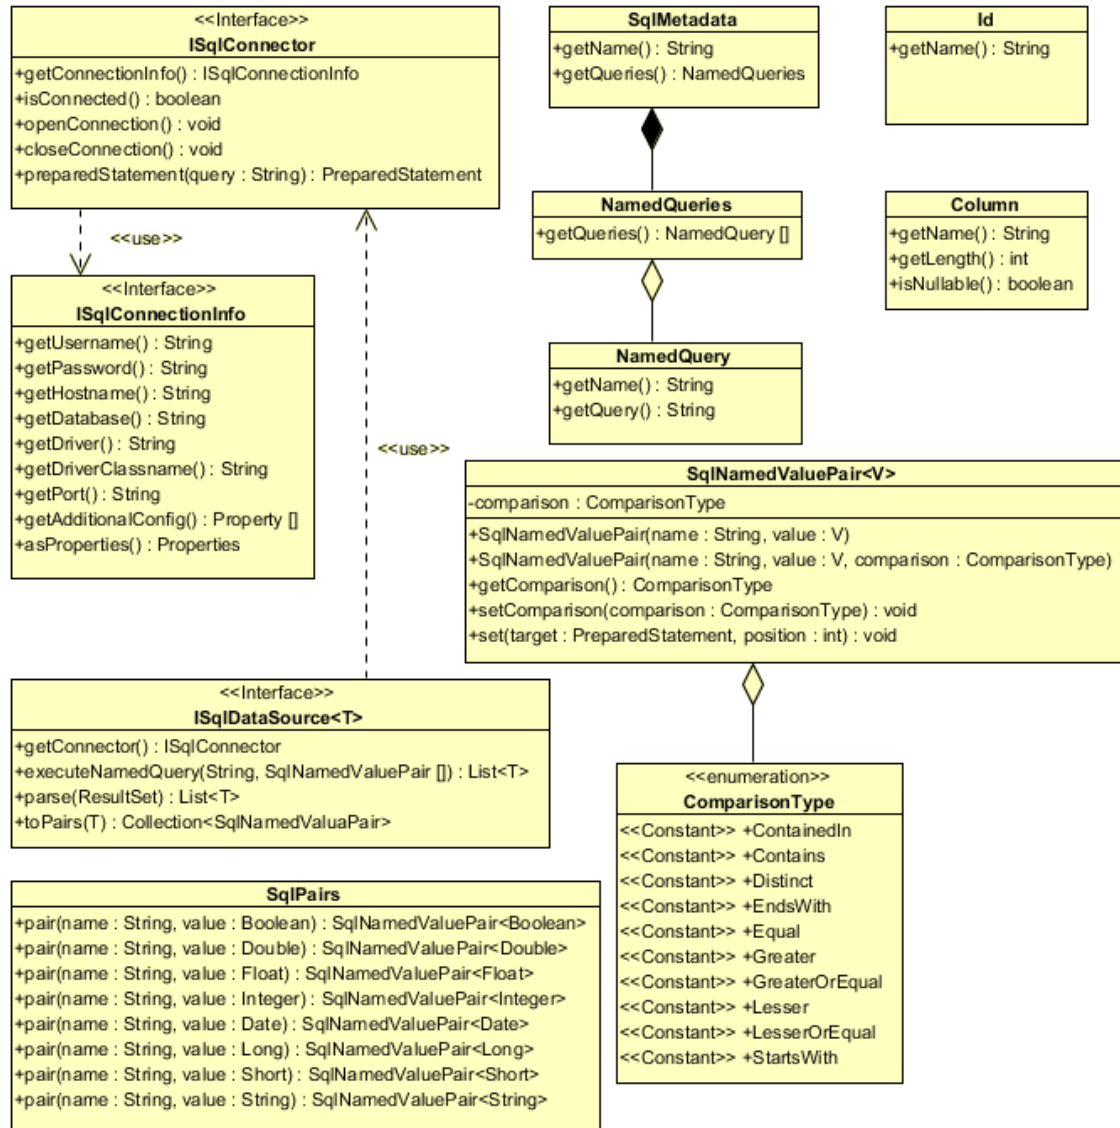 <<Interface>>
ISqlConnector
+getConnectionInfo() : ISqlConnectionInfo
+isConnected() : boolean
+openConnection() : void
+closeConnection() : void
+preparedStatement(query : String) : PreparedStatement
<<use>>
<<Interface>>
ISqlConnectionInfo
+getUsername() : String
+getPassword() : String
+getHostname() : String
+getDatabase() : String
+getDriver() : String
+getDriverClassname() : String
+getPort() : String
+getAdditionalConfig() : Property []
+asProperties() : Properties
<<use>>
<<Interface>>
ISqlDataSource<T>
+getConnector() : ISqlConnector
+executeNamedQuery(String, SqlNamedValuePair []) : List<T>
+parse(ResultSet) : List<T>
+toPairs(T) : Collection<SqlNamedValuaPair>
SqlPairs
+pair(name : String, value : Boolean) : SqlNamedValuePair<Boolean>
+pair(name : String, value : Double) : SqlNamedValuePair<Double>
+pair(name : String, value : Float) : SqlNamedValuePair<Float>
+pair(name : String, value : Integer) : SqlNamedValuePair<Integer>
+pair(name : String, value : Date) : SqlNamedValuePair<Date>
+pair(name : String, value : Long) : SqlNamedValuePair<Long>
+pair(name : String, value : Short) : SqlNamedValuePair<Short>
+pair(name : String, value : String) : SqlNamedValuePair<String>
SqlMetadata
+getName() : String
+getQueries() : NamedQueries
NamedQueries
+getQueries() : NamedQuery []
NamedQuery
+getName() : String
+getQuery() : String
Id
+getName() : String
Column
+getName() : String
+getLength() : int
+isNullable() : boolean
SqlNamedValuePair<V>
-comparison : ComparisonType
+SqlNamedValuePair(name : String, value : V)
+SqlNamedValuePair(name : String, value : V, comparison : ComparisonType)
+getComparison() : ComparisonType
+setComparison(comparison : ComparisonType) : void
+set(target : PreparedStatement, position : int) : void
<<enumeration>>
ComparisonType
<<Constant>> +ContainedIn
<<Constant>> +Contains
<<Constant>> +Distinct
<<Constant>> +EndsWith
<<Constant>> +Equal
<<Constant>> +Greater
<<Constant>> +GreaterOrEqual
<<Constant>> +Lesser
<<Constant>> +LesserOrEqual
<<Constant>> +StartsWith